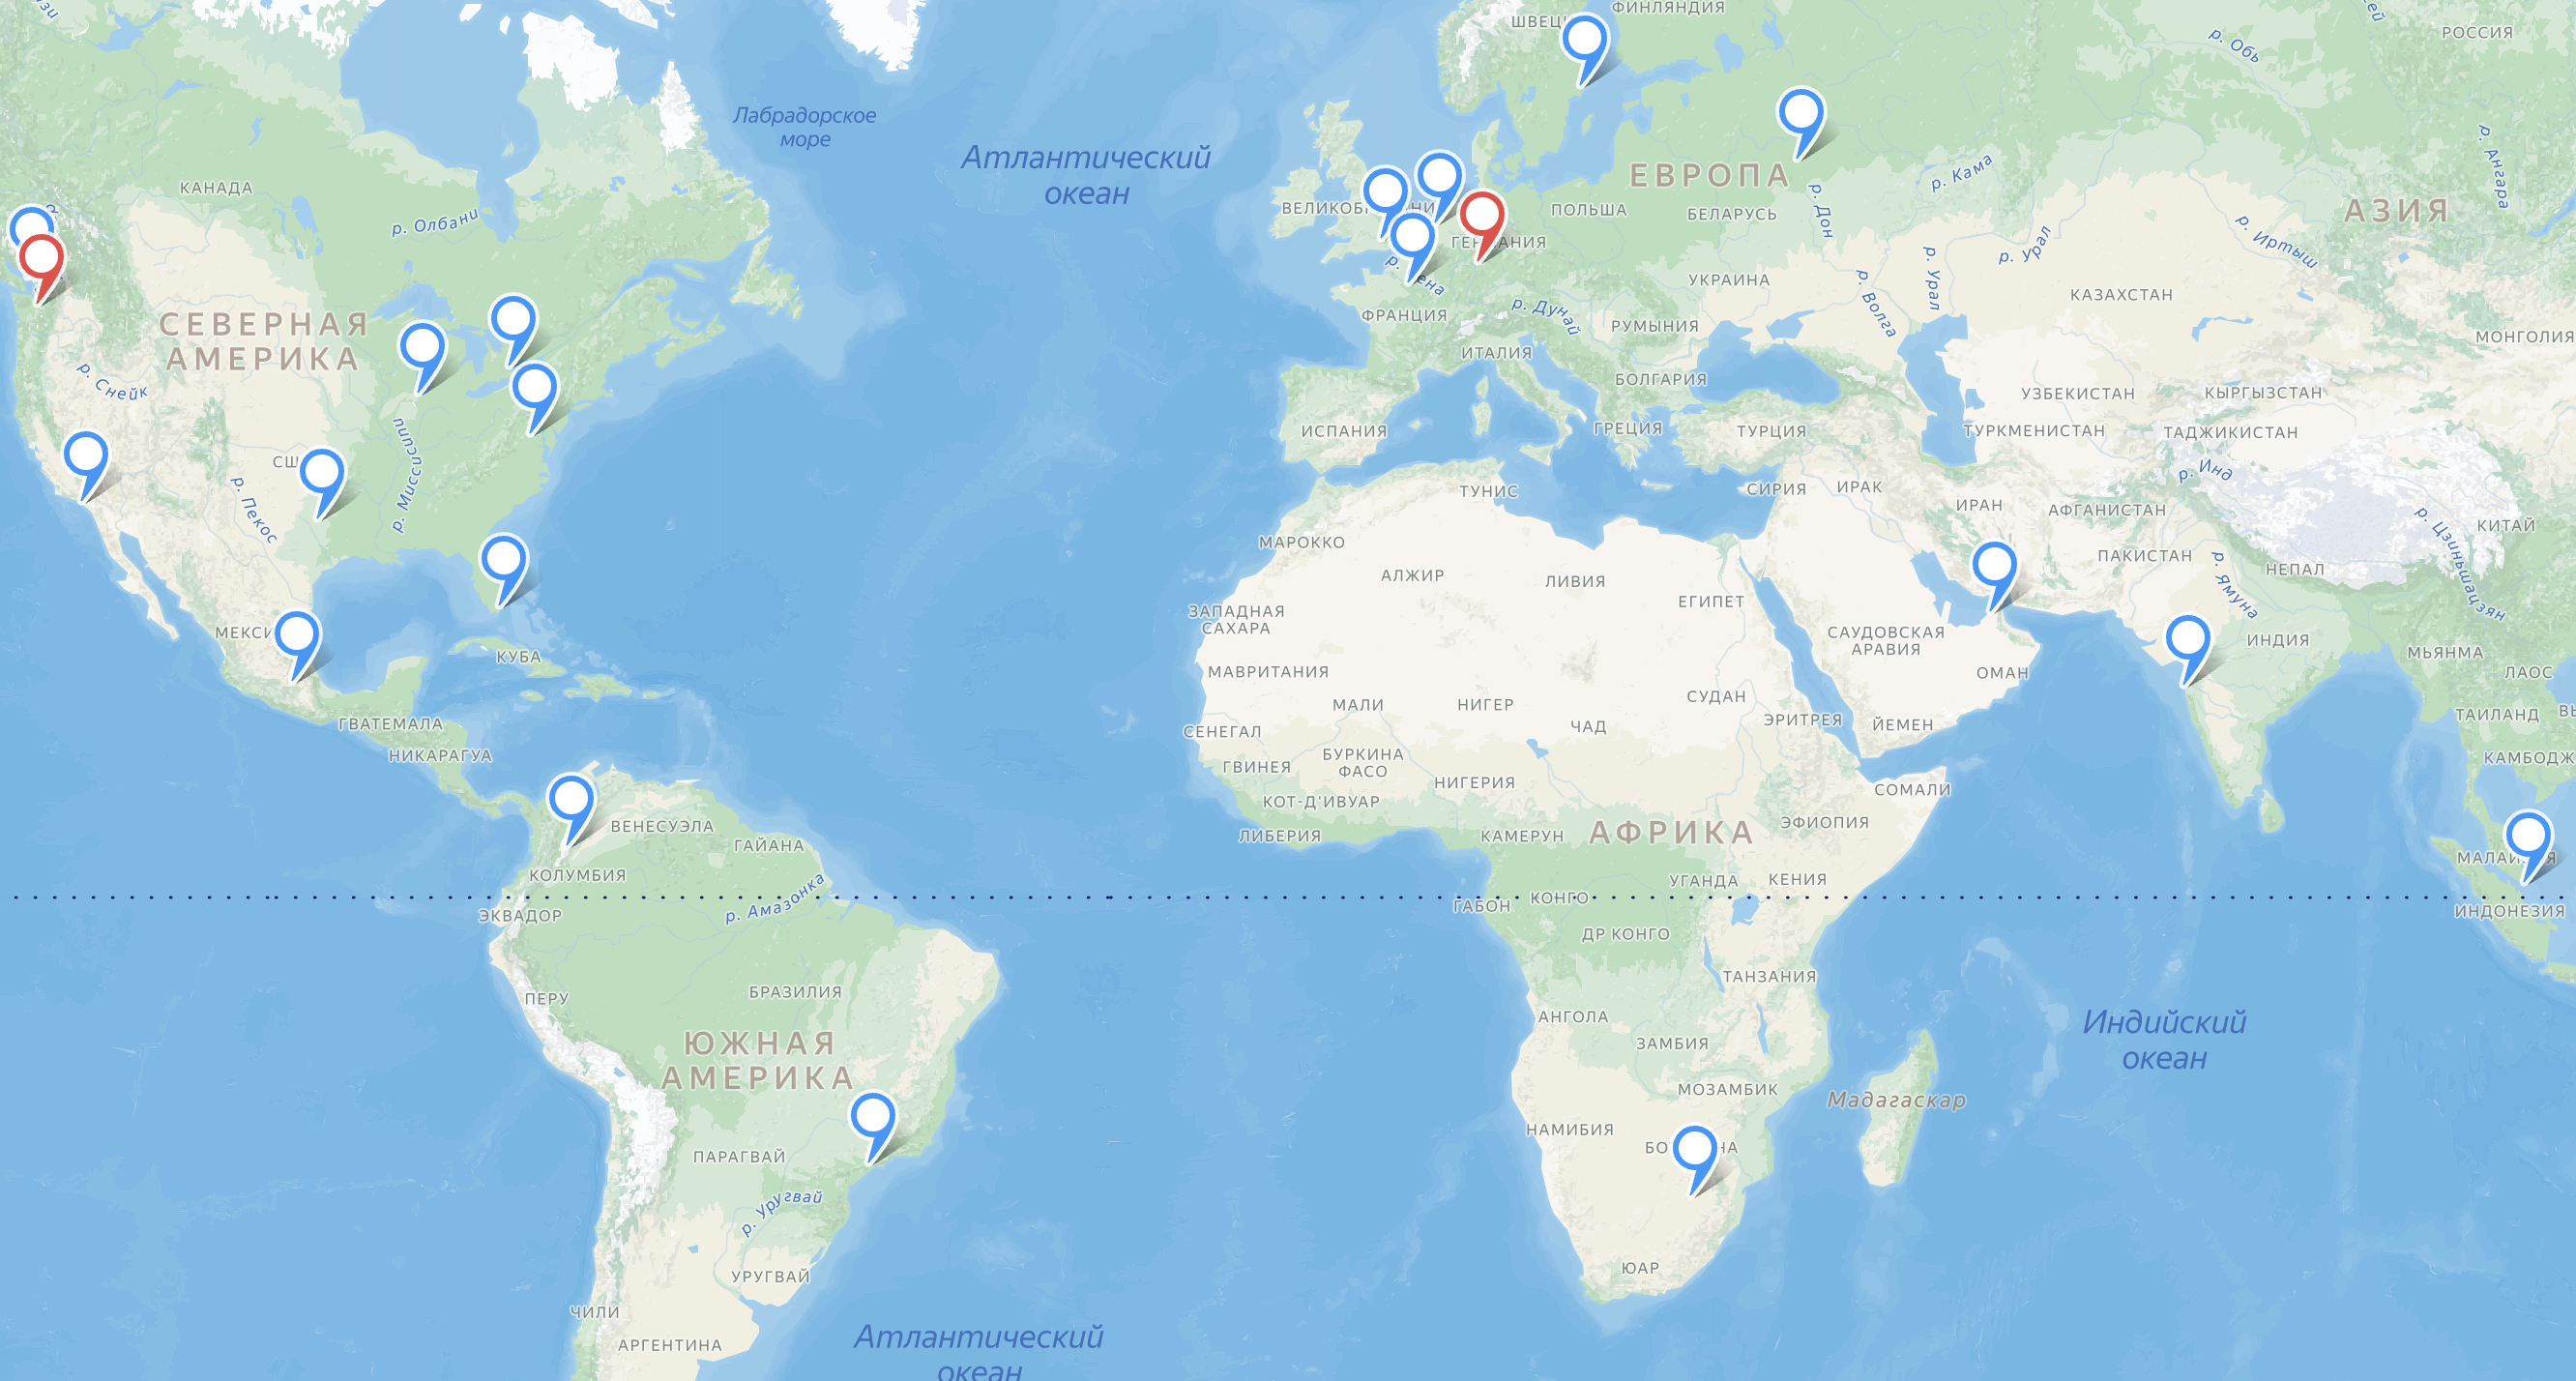 ШВЕЦ
ФИНЛЯНДИЯ
РОССИЯ
р. Обь
Лабрадорское
море
Атлантический
океан
ЕВРОПА
р. Кама
р. Ангара
КАНАДА
р. Олбани
ВЕЛИКОБ
НИ
ПОЛЬША
БЕЛАРУСЬ
р. Дон
АЗИЯ
ГЕРМАНИЯ
р. Иртыш
р. Урал
р. Урал
р.
ена
УКРАИНА
р. Волга
КАЗАХСТАН
СЕВЕРНАЯ
АМЕРИКА
ФРАНЦИЯ
р. Дунай
РУМЫНИЯ
МОНГОЛИЯ
ИТАЛИЯ
р. Снейк
БОЛГАРИЯ
УЗБЕКИСТАН
КЫРГЫЗСТАН
ИСПАНИЯ
ГРЕЦИЯ
ТУРЦИЯ
ТУРКМЕНИСТАН
ТАДЖИКИСТАН
СШ
р. Пекос
р. Миссисипи
р. Инд
ТУНИС
СИРИЯ
ИРАК
ИРАН
АФГАНИСТАН
КИТАЙ
р. Цзиньшацзян
МАРОККО
ПАКИСТАН
р. Ямуна
НЕПАЛ
АЛЖИР
ЛИВИЯ
ЕГИПЕТ
ЗАПАДНАЯ
САХАРА
МЕКСИ
КУБА
САУДОВСКАЯ
АРАВИЯ
ИНДИЯ
МЬЯНМА
МАВРИТАНИЯ
ОМАН
ЛАОС
ГВАТЕМАЛА
МАЛИ
НИГЕР
СУДАН
ЧАД
ЭРИТРЕЯ
ЙЕМЕН
ТАИЛАНД
СЕНЕГАЛ
НИКАРАГУА
БУРКИНА
ФАСО
ГВИНЕЯ
КАМБОДЖ
НИГЕРИЯ
СОМАЛИ
КОТ-Д'ИВУАР
ВЕНЕСУЭЛА
ЭФИОПИЯ
ЛИБЕРИЯ
КАМЕРУН
АФРИКА
ГАЙАНА
МАЛАЙЗИЯ
КОЛУМБИЯ
УГАНДА
КЕНИЯ
р. Амазонка
ГАБОН
КОНГО
ЭКВАДОР
ИНДОНЕЗИЯ
ДР КОНГО
ТАНЗАНИЯ
ПЕРУ
БРАЗИЛИЯ
АНГОЛА
Индийский
океан
ЮЖНАЯ
АМЕРИКА
ЗАМБИЯ
МОЗАМБИК
Мадагаскар
НАМИБИЯ
БО
НА
ПАРАГВАЙ
р. Уругвай
ЮАР
УРУГВАЙ
ЧИЛИ
АРГЕНТИНА
Атлантический
океан